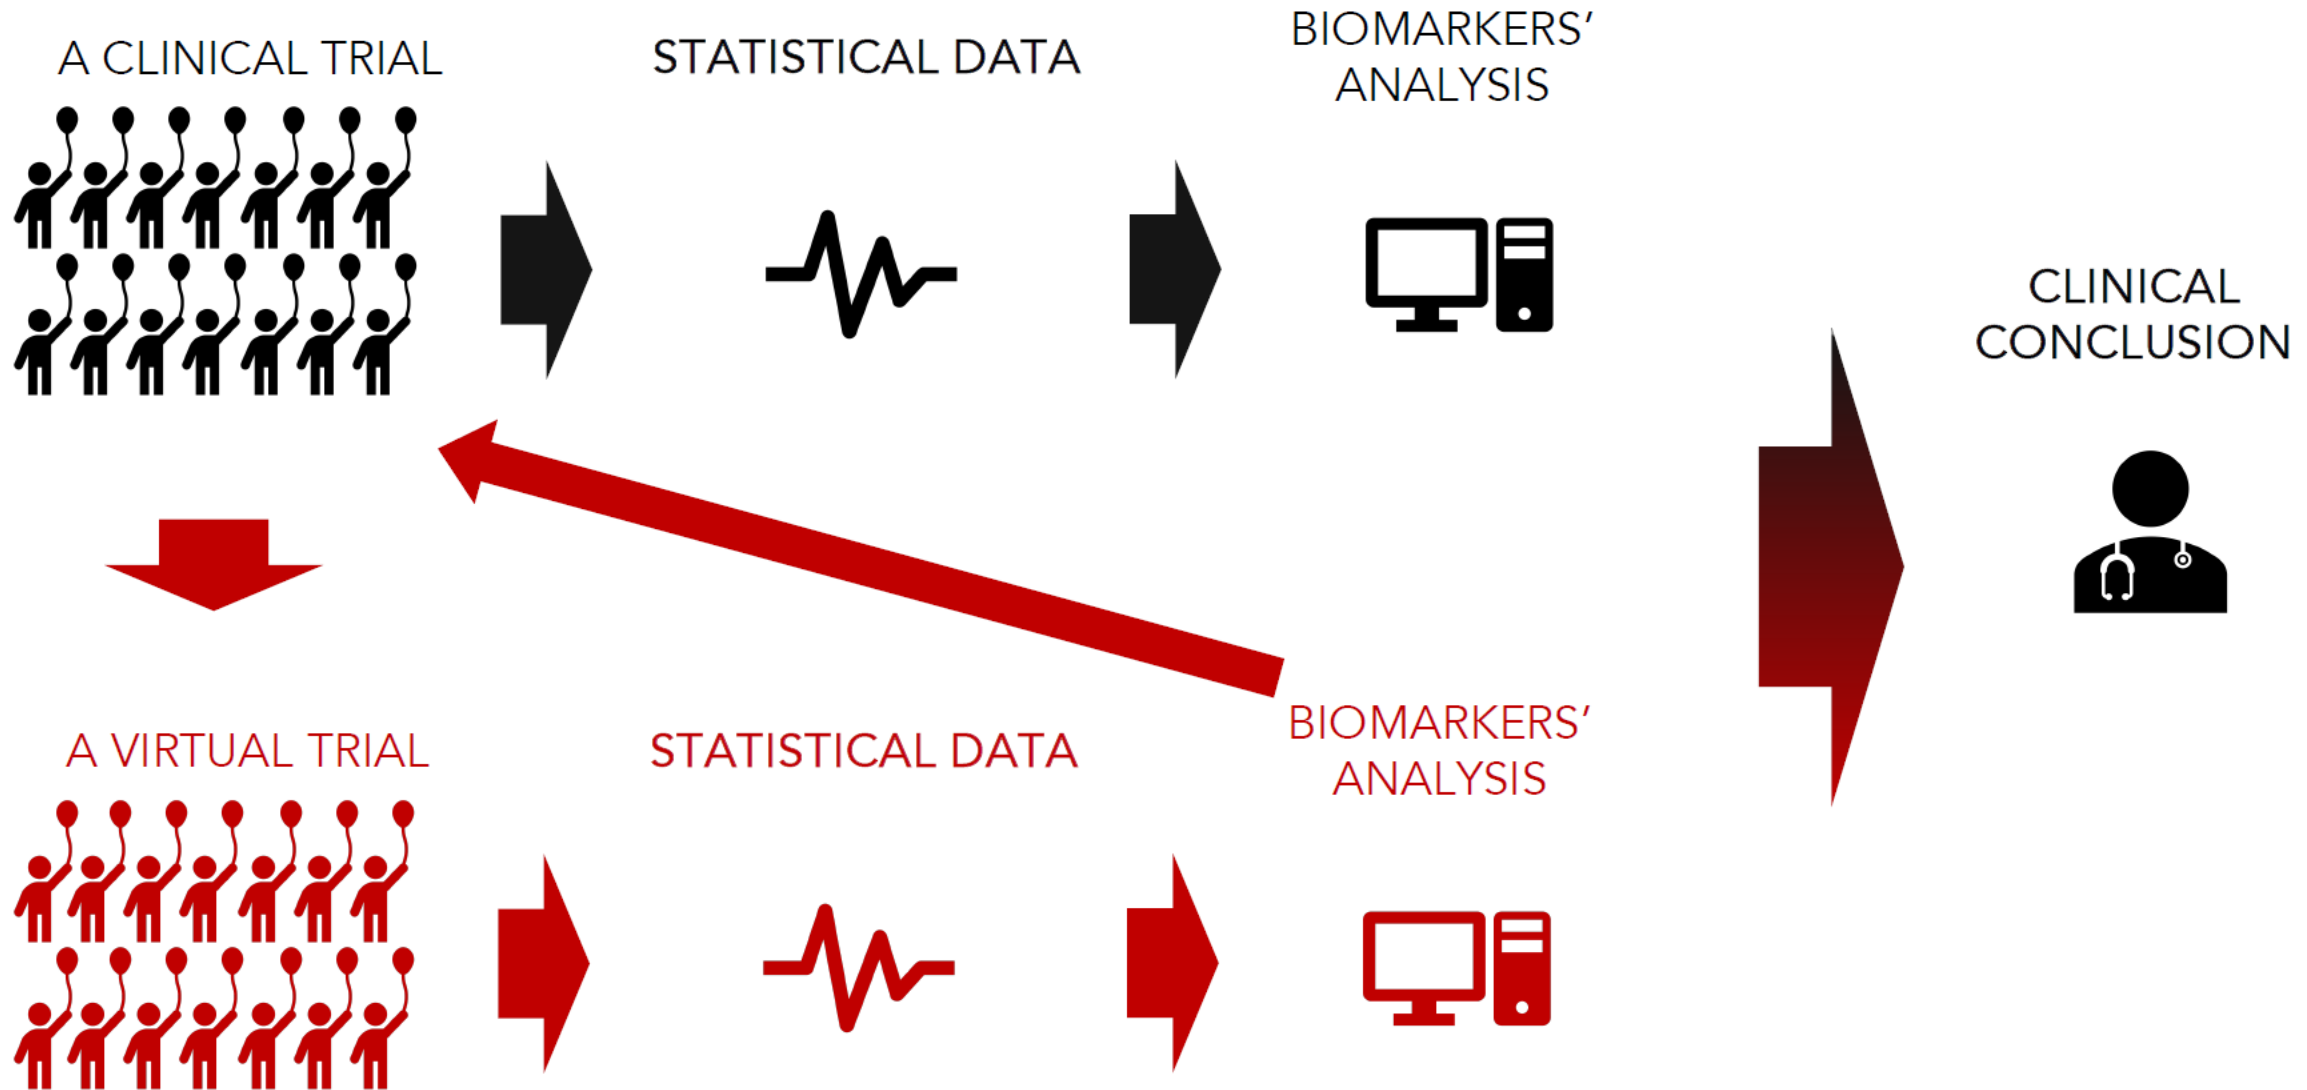 A CLINICAL TRIAL
STATISTICAL DATA
BIOMARKERS’
ANALYSIS
CLINICAL
CONCLUSION
A VIRTUAL TRIAL
STATISTICAL DATA
BIOMARKERS’
ANALYSIS